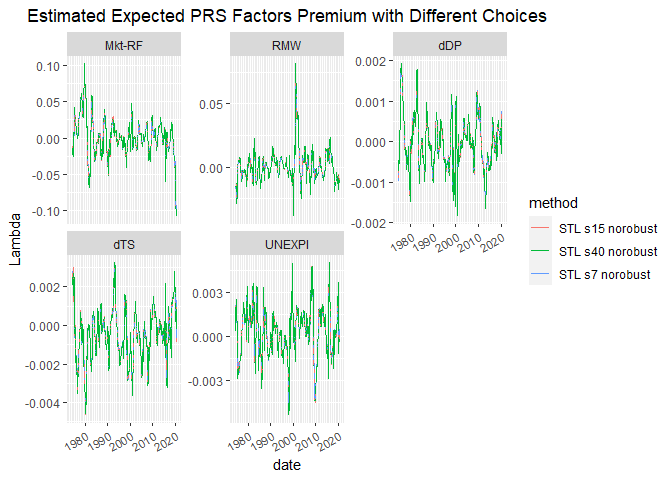 Estimated Expected PRS Factors Premium with Different Choices
Mkt-RF
RMW
dDP
0.10
0.05
0.00
-0.05
-0.10
0.05
0.00
0.002
0.001
0.000
-0.001
-0.002
1980 1990 2000 2010 2020
Lambda
dTS
UNEXPI
0.002
0.000
-0.002
-0.004
0.003
0.000
-0.003
1980 1990 2000 2010 2020
1980 1990 2000 2010 2020
date
method
STL s15 norobust
STL s40 norobust
STL s7 norobust